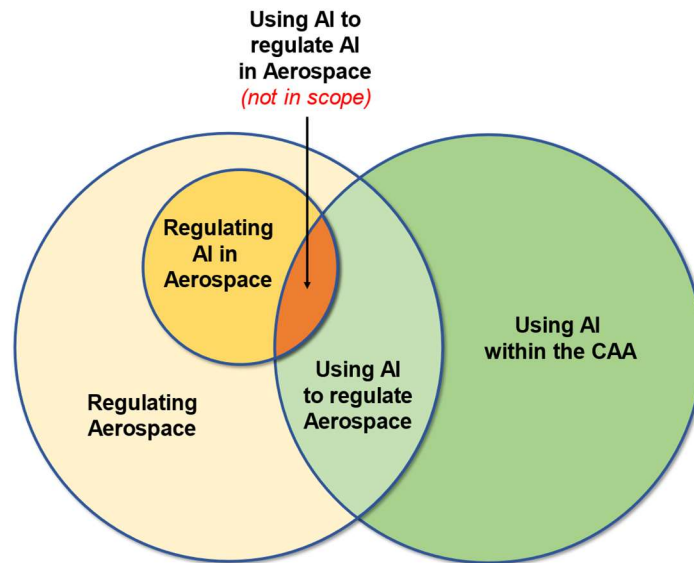 Using AI to
regulate AI
in Aerospace
(not in scope)
Regulating
AI in
Aerospace
Using AI
within the CAA
Using AI
to regulate
Aerospace
Regulating
Aerospace